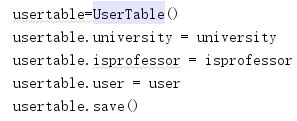 usertable=UserTable()
usertable.university = university
usertable.isprofessor = isprofessor
usertable.user = user
usertable.save()